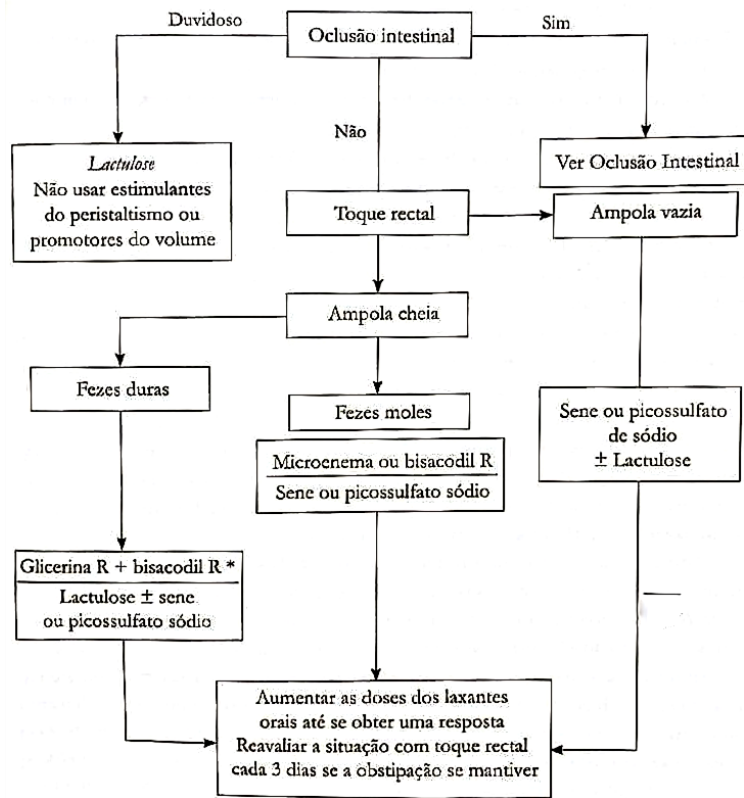 Duvidoso
Oclusão intestinal
Sim
Não
Lactulose
Não usar estimulantes
do peristaltismo ou
promotores do volume
Ver Oclusão Intestinal
Toque rectal
Ampola vazia
Ampola cheia
Fezes duras
Fezes moles
Sene ou picossulfato
de sódio
± Lactulose
Microenema ou bisacodil R
Sene ou picossulfato sódio
Glicerina R + bisacodil R *
Lactulose ± sene
ou picossulfato sódio
Aumentar as doses dos laxantes
orais até se obter uma resposta
Reavaliar a situação com toque rectal
cada 3 dias se a obstipação se mantiver